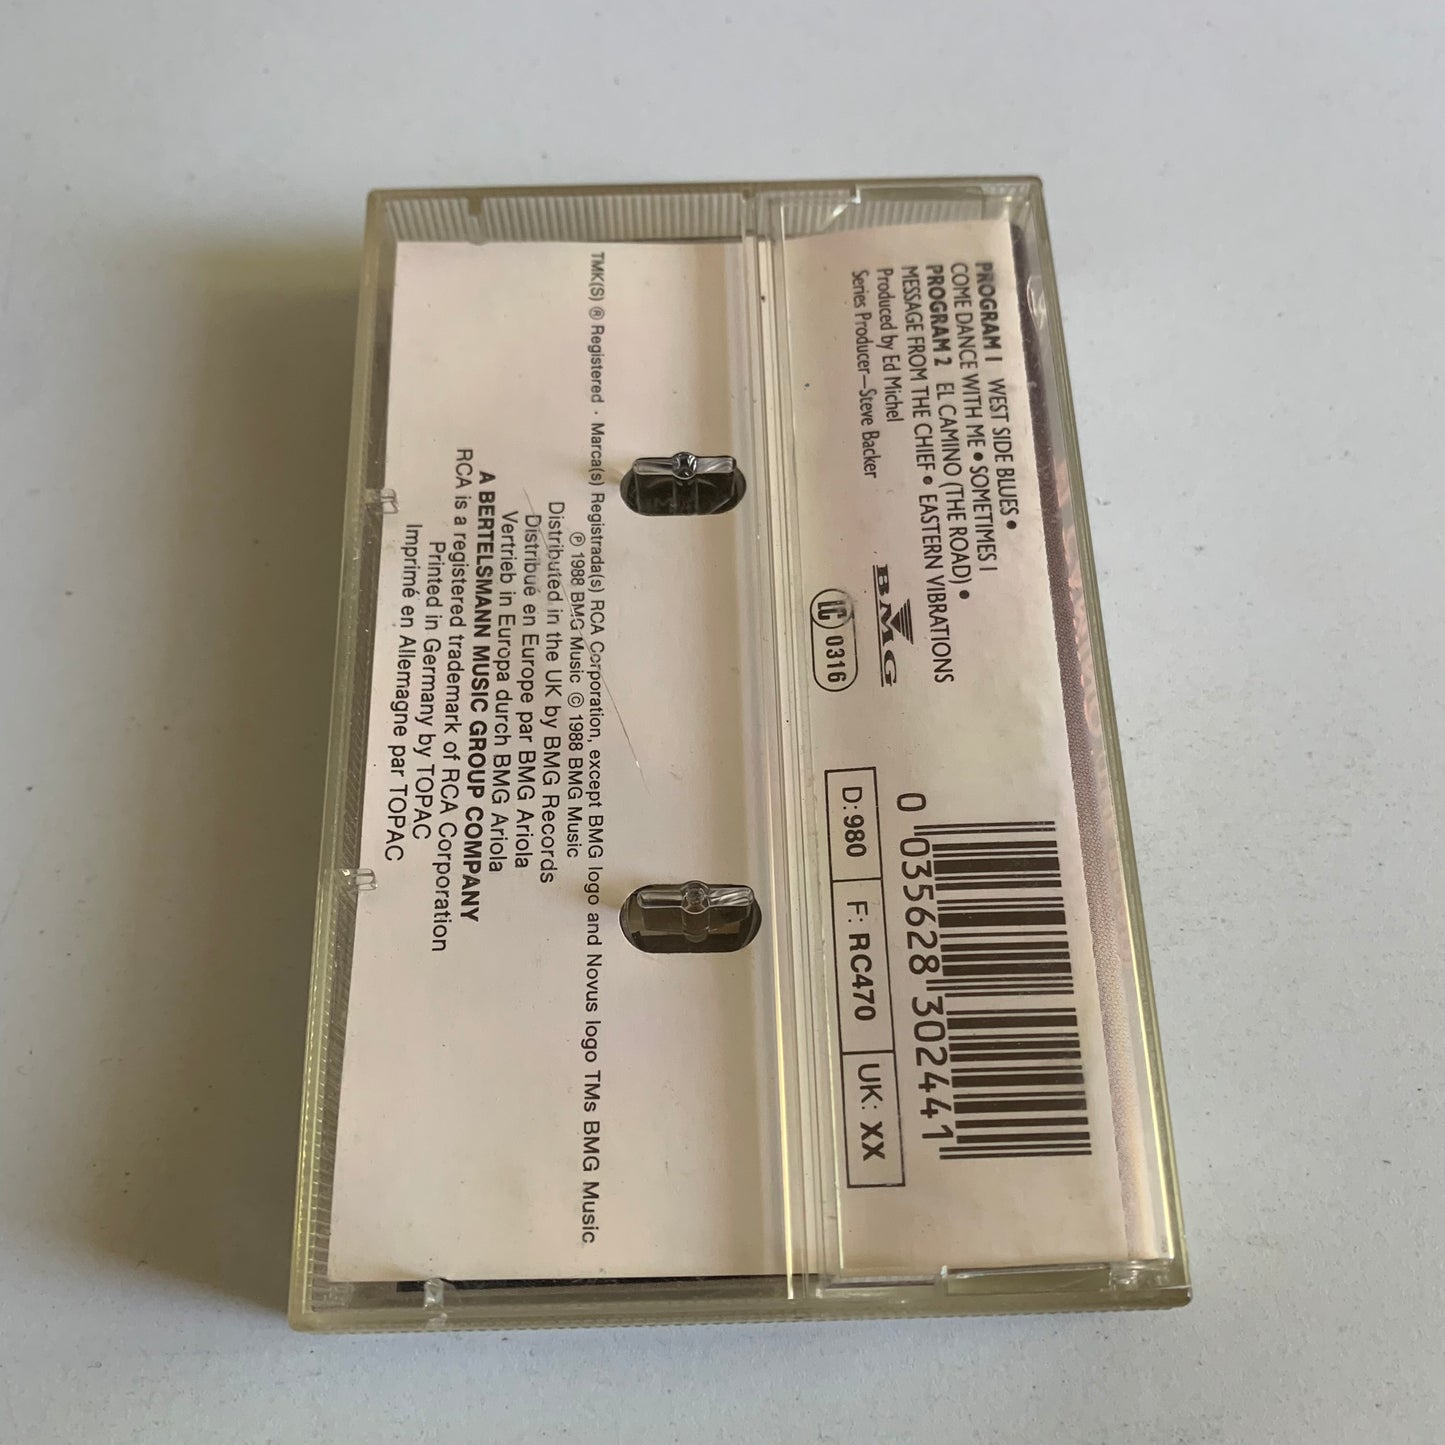 PROGRAM 1 WEST SIDE BLUES •
COME DANCE WITH ME • SOMETIMES I
PROGRAM 2 EL CAMINO (THE ROAD) •
MESSAGE FROM THE CHIEF • EASTERN VIBRATIONS
Produced by Ed Michel
Series Producer—Steve Backer
BMG
LC 0316
0 035628 302441
D: 980 F: RC470 UK: XX
TMK(S) ® Registered · Marca(s) Registrada(s) RCA Corporation, except BMG logo and Novus logo TMs BMG Music
℗ 1988 BMG Music © 1988 BMG Music
Distributed in the UK by BMG Records
Distribué en Europe par BMG Ariola
Vertrieb in Europa durch BMG Ariola
A BERTELSMANN MUSIC GROUP COMPANY
RCA is a registered trademark of RCA Corporation
Printed in Germany by TOPAC
Imprimé en Allemagne par TOPAC